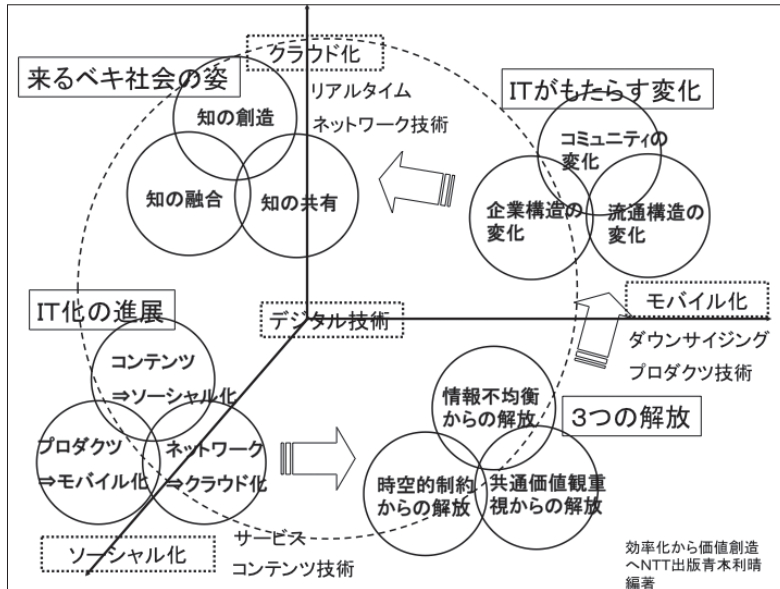 クラウド化
来るベキ社会の姿
リアルタイム
ネットワーク技術
知の創造
知の融合
知の共有
ITがもたらす変化
コミュニティの
変化
企業構造の
変化
流通構造の
変化
IT化の進展
デジタル技術
モバイル化
ダウンサイジング
プロダクツ技術
コンテンツ
⇒ソーシャル化
プロダクツ
⇒モバイル化
ネットワーク
⇒クラウド化
情報不均衡
からの解放
3つの解放
時空的制約
からの解放
共通価値観重
視からの解放
ソーシャル化
サービス
コンテンツ技術
効率化から価値創造
へNTT出版青木利晴
編著